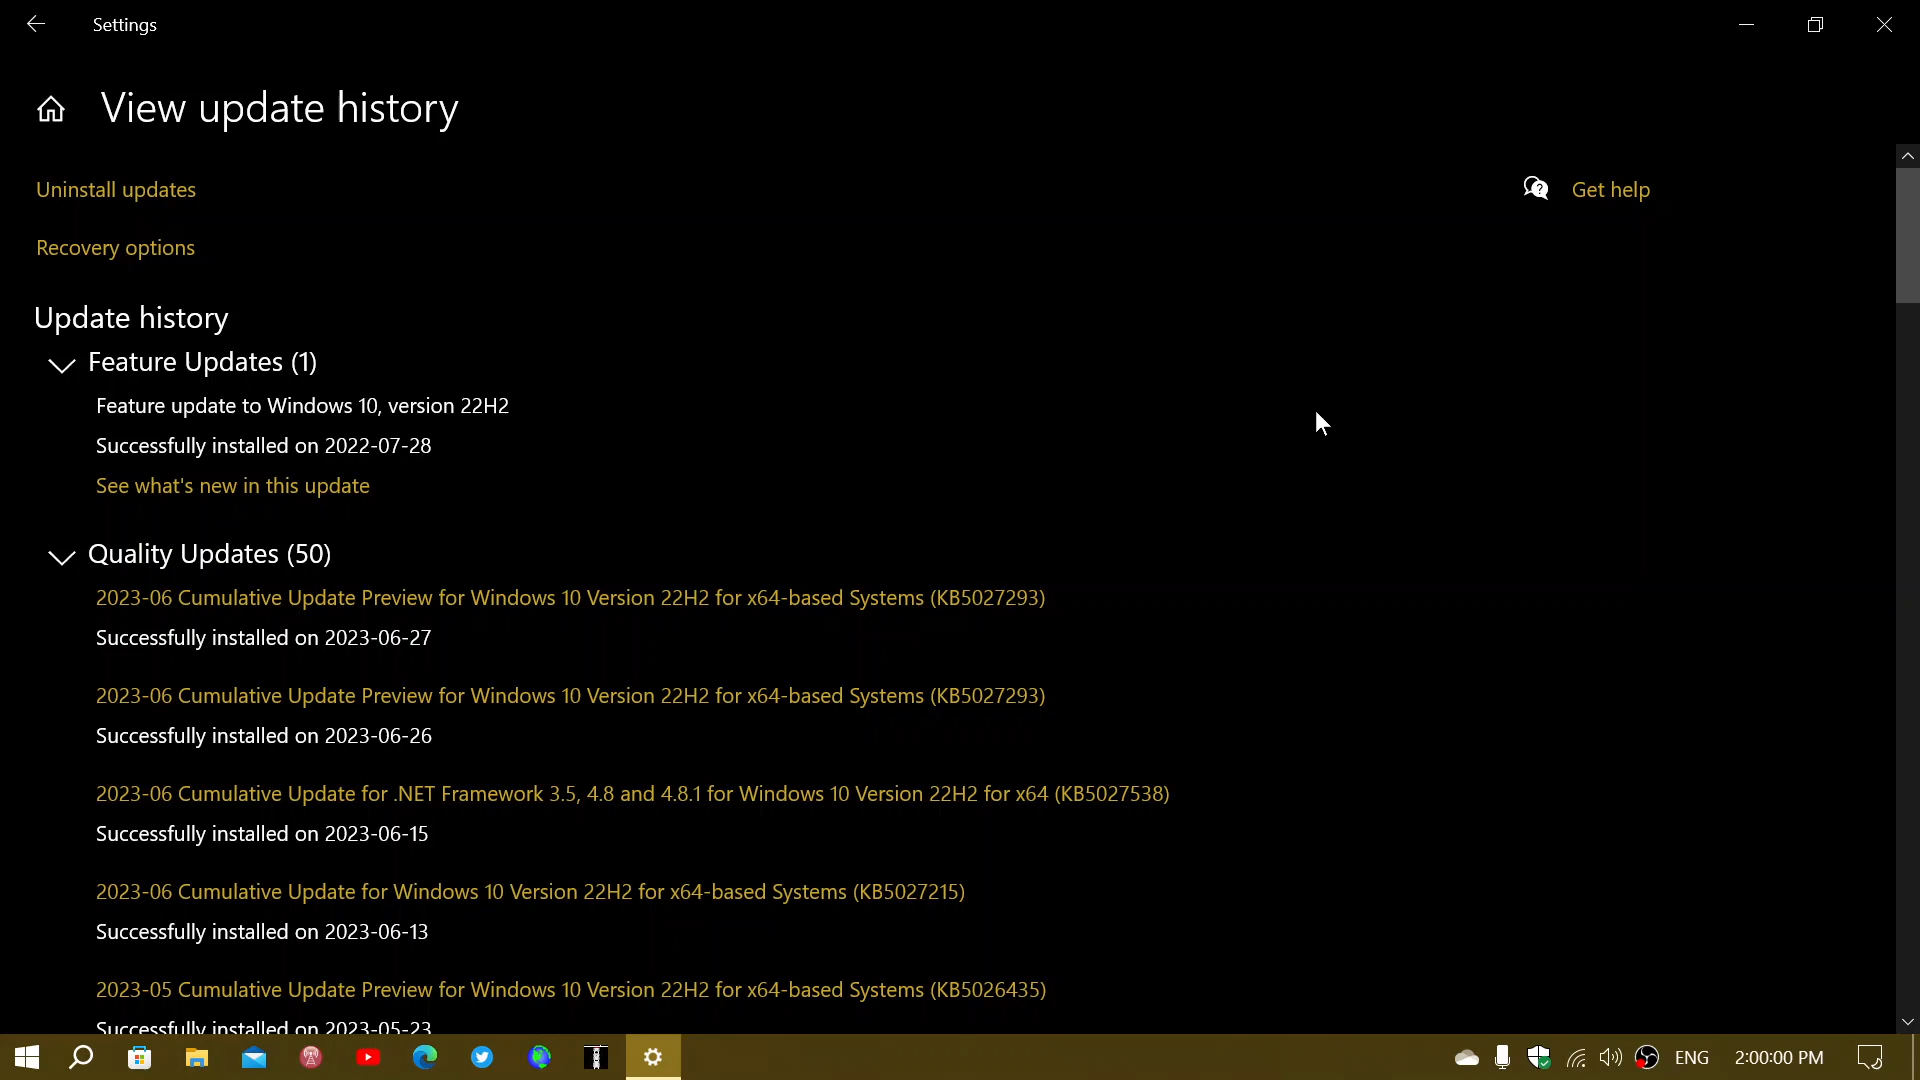 Settings
View update history
Uninstall updates
Get help
Recovery options
Update history
Feature Updates (1)
Feature update to Windows 10, version 22H2
Successfully installed on 2022-07-28
See what's new in this update
Quality Updates (50)
2023-06 Cumulative Update Preview for Windows 10 Version 22H2 for x64-based Systems (KB5027293)
Successfully installed on 2023-06-27
2023-06 Cumulative Update Preview for Windows 10 Version 22H2 for x64-based Systems (KB5027293)
Successfully installed on 2023-06-26
2023-06 Cumulative Update for .NET Framework 3.5, 4.8 and 4.8.1 for Windows 10 Version 22H2 for x64 (KB5027538)
Successfully installed on 2023-06-15
2023-06 Cumulative Update for Windows 10 Version 22H2 for x64-based Systems (KB5027215)
Successfully installed on 2023-06-13
2023-05 Cumulative Update Preview for Windows 10 Version 22H2 for x64-based Systems (KB5026435)
Successfully installed on 2023-05-23
ENG 2:00:00 PM